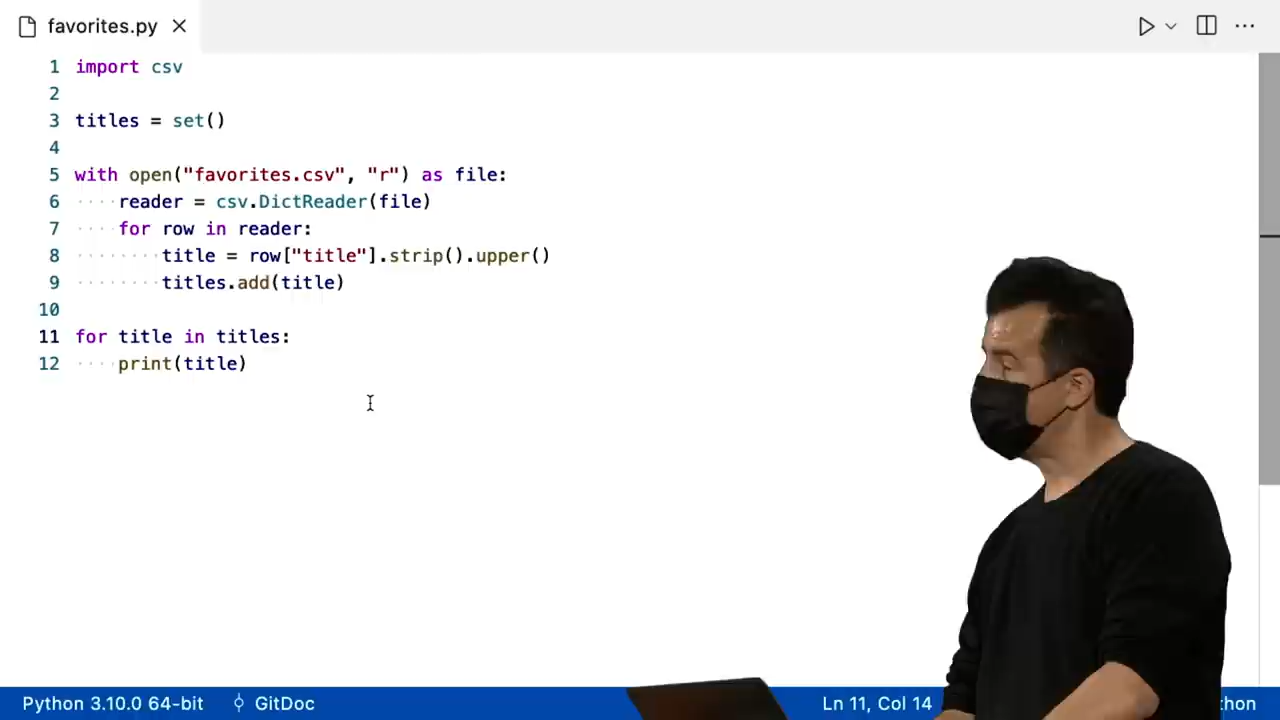 favorites.py
1 import csv
2
3 titles = set()
4
5 with open("favorites.csv", "r") as file:
6 ····reader = csv.DictReader(file)
7 ····for row in reader:
8 ········title = row["title"].strip().upper()
9 ········titles.add(title)
10
11 for title in titles:
12 ····print(title)
Python 3.10.0 64-bit GitDoc Ln 11, Col 14